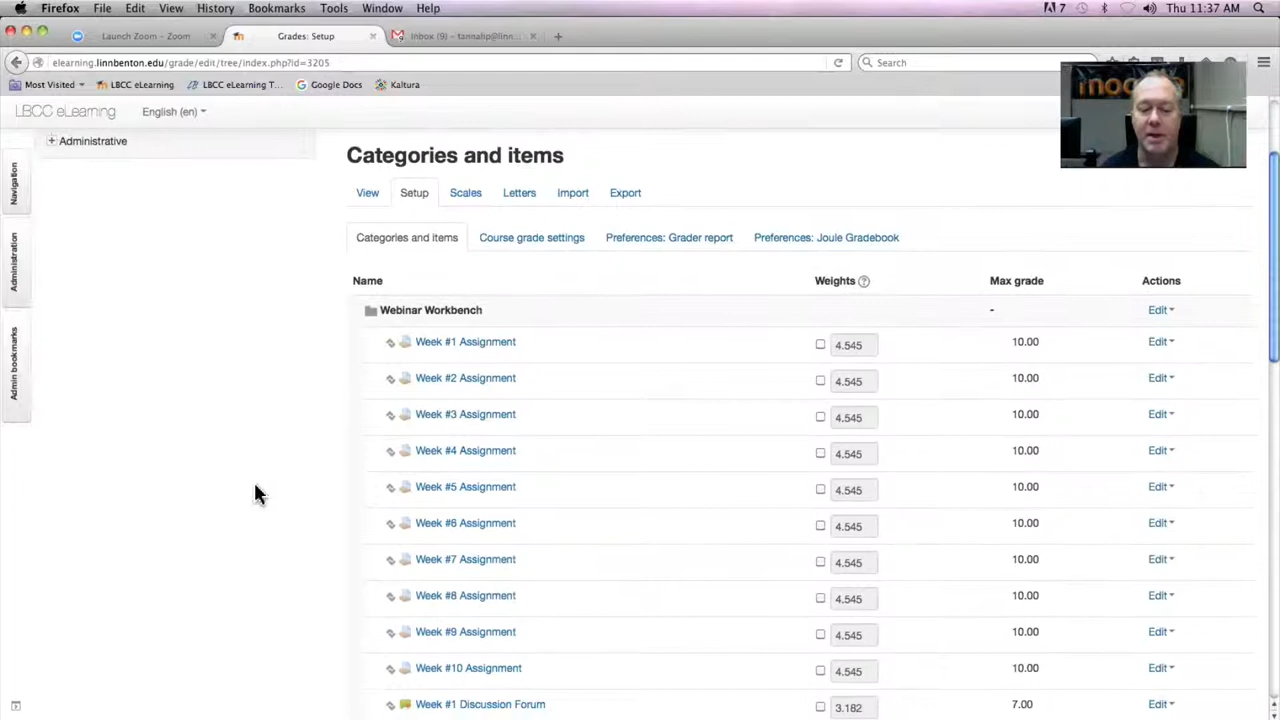 Firefox File Edit View History Bookmarks Tools Window Help 7 Thu 11:37 AM
Launch Zoom - Zoom Grades: Setup Inbox (9) - tannahp@linn...
elearning.linnbenton.edu/grade/edit/tree/index.php?id=3205 Search
Most Visited LBCC eLearning LBCC eLearning T... Google Docs Kaltura
LBCC eLearning English (en)
Administrative
Navigation
Administration
Admin bookmarks
Categories and items
View Setup Scales Letters Import Export
Categories and items Course grade settings Preferences: Grader report Preferences: Joule Gradebook
Name Weights Max grade Actions
Webinar Workbench - Edit
Week #1 Assignment 4.545 10.00 Edit
Week #2 Assignment 4.545 10.00 Edit
Week #3 Assignment 4.545 10.00 Edit
Week #4 Assignment 4.545 10.00 Edit
Week #5 Assignment 4.545 10.00 Edit
Week #6 Assignment 4.545 10.00 Edit
Week #7 Assignment 4.545 10.00 Edit
Week #8 Assignment 4.545 10.00 Edit
Week #9 Assignment 4.545 10.00 Edit
Week #10 Assignment 4.545 10.00 Edit
Week #1 Discussion Forum 3.182 7.00 Edit